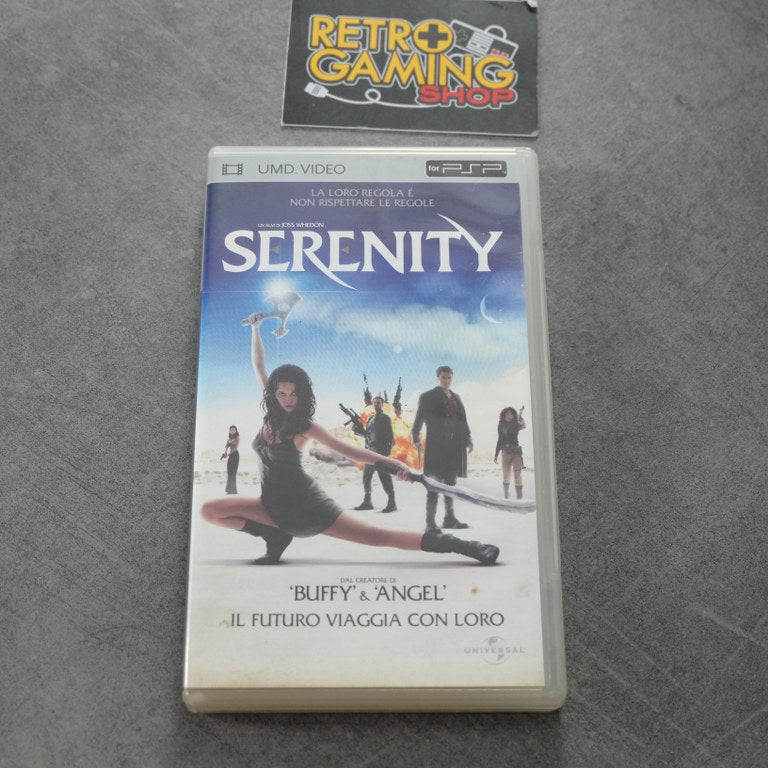 RETRO
GAMING
SHOP
UMD. VIDEO
for PSP
LA LORO REGOLA É
NON RISPETTARE LE REGOLE
UN FILM DI JOSS WHEDON
SERENITY
DAL CREATORE DI
'BUFFY' & 'ANGEL'
IL FUTURO VIAGGIA CON LORO
UNIVERSAL